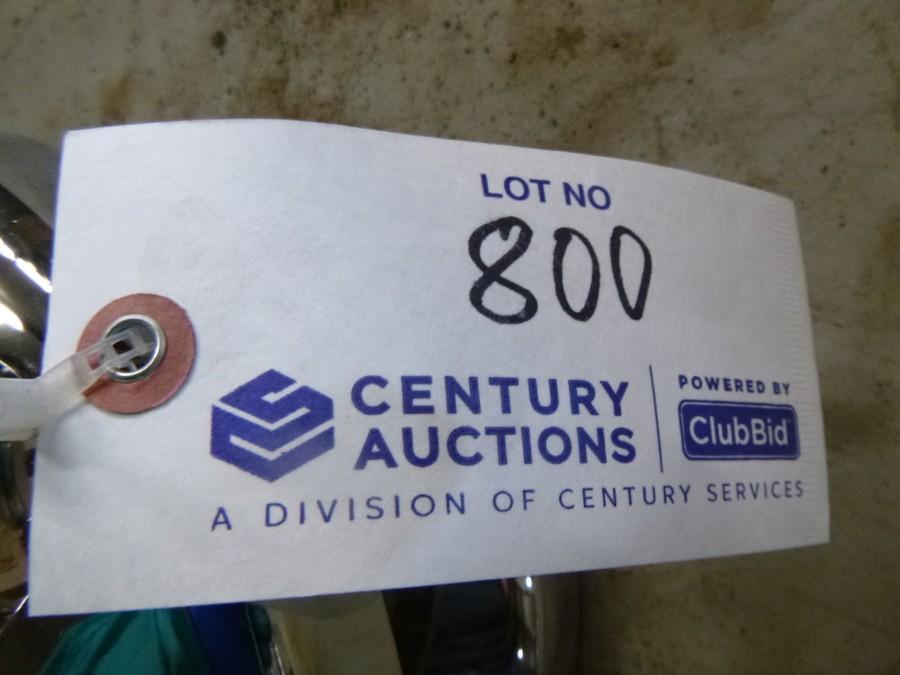 LOT NO
800
CENTURY
AUCTIONS
POWERED BY
ClubBid
A DIVISION OF CENTURY SERVICES